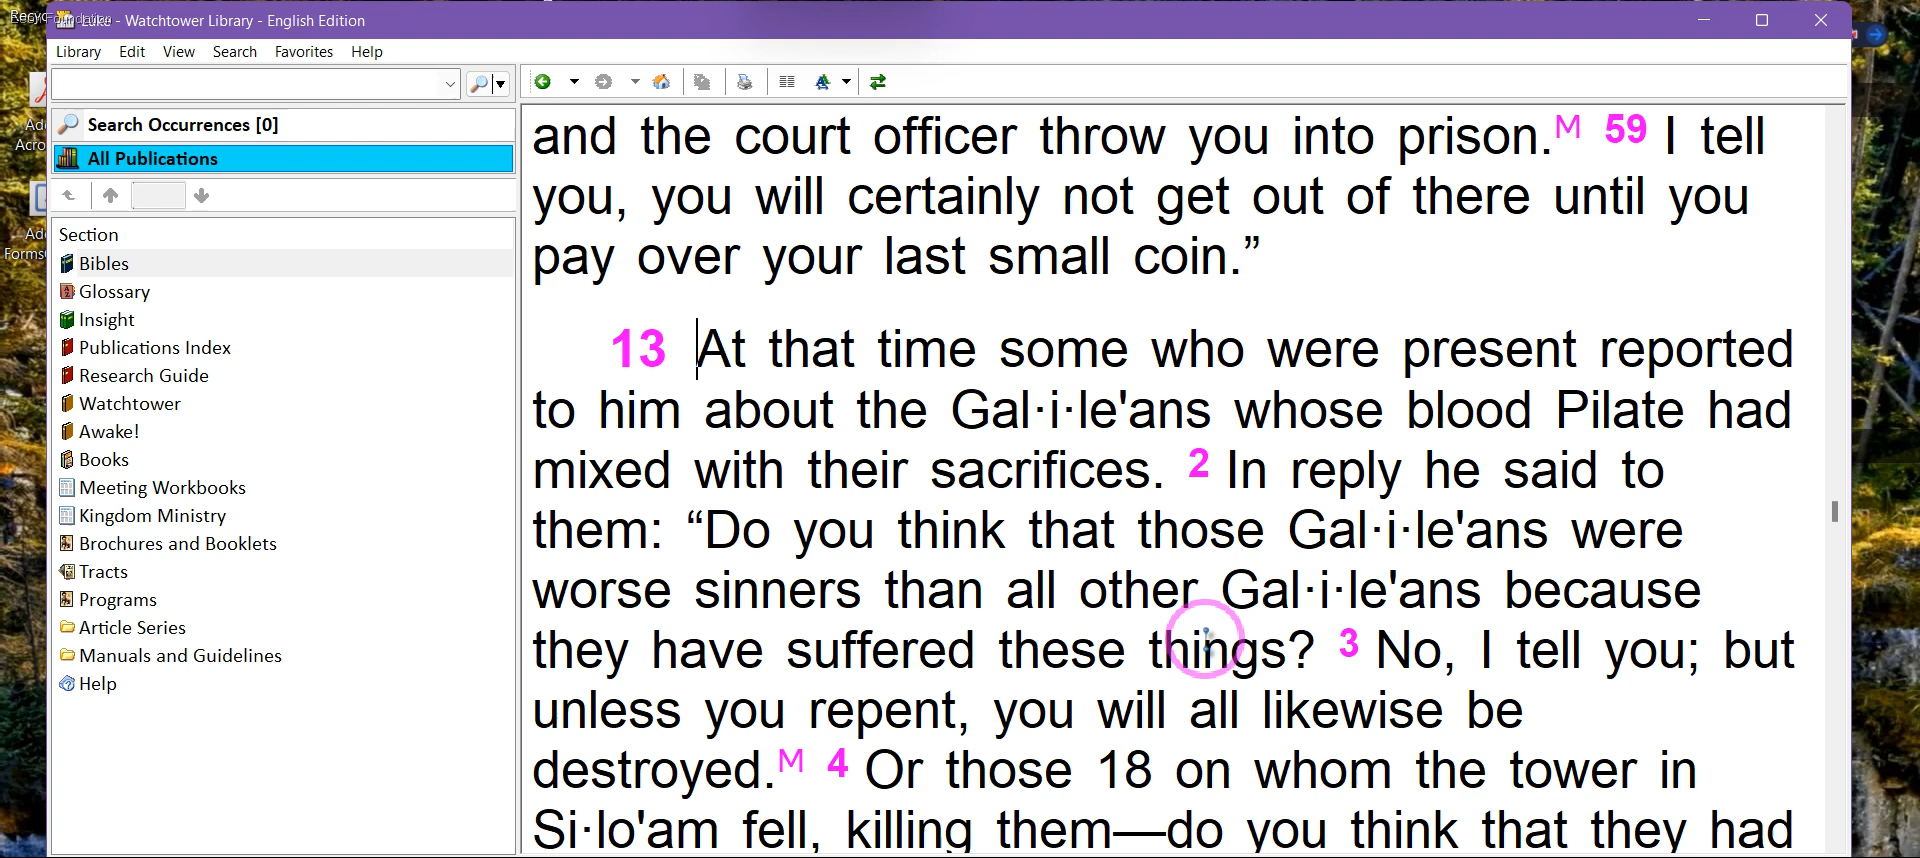 Luke - Watchtower Library - English Edition
Library Edit View Search Favorites Help
Search Occurrences [0]
All Publications
Section
Bibles
Glossary
Insight
Publications Index
Research Guide
Watchtower
Awake!
Books
Meeting Workbooks
Kingdom Ministry
Brochures and Booklets
Tracts
Programs
Article Series
Manuals and Guidelines
Help
and the court officer throw you into prison.M 59 I tell
you, you will certainly not get out of there until you
pay over your last small coin.”
13 At that time some who were present reported
to him about the Gal·i·le'ans whose blood Pilate had
mixed with their sacrifices. 2 In reply he said to
them: “Do you think that those Gal·i·le'ans were
worse sinners than all other Gal·i·le'ans because
they have suffered these things? 3 No, I tell you; but
unless you repent, you will all likewise be
destroyed.M 4 Or those 18 on whom the tower in
Si·lo'am fell, killing them—do you think that they had